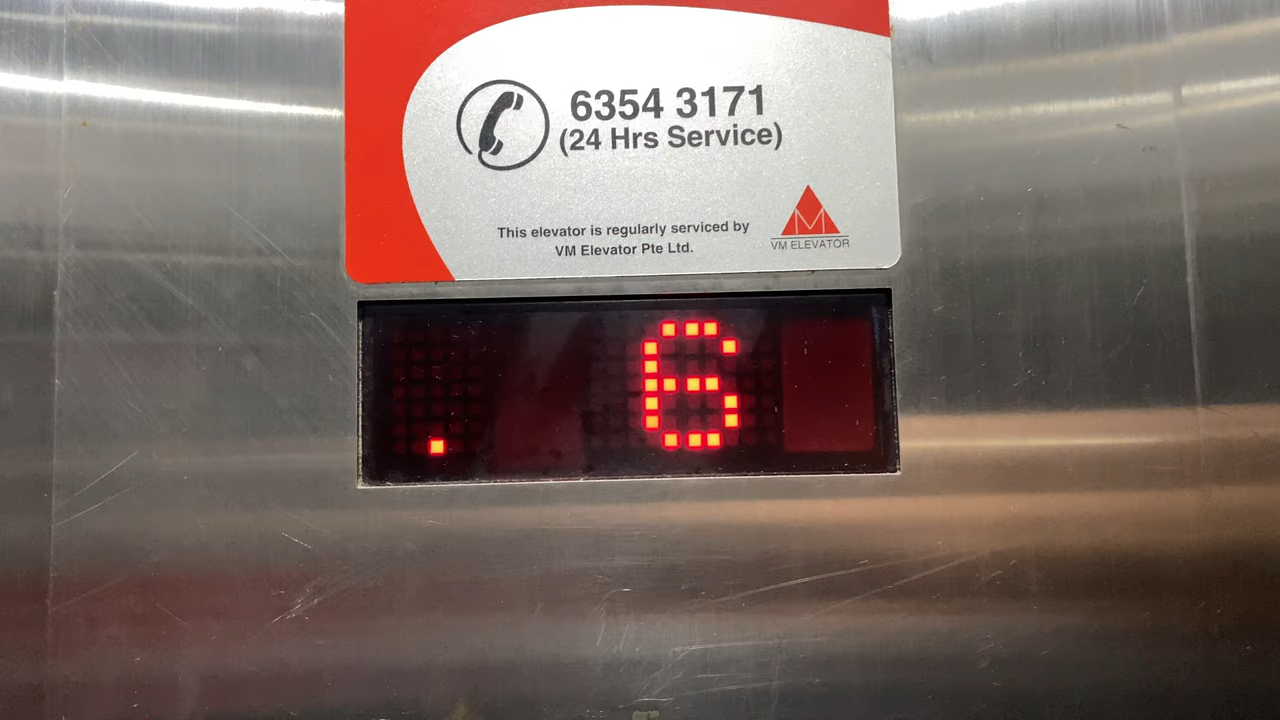 6354 3171
(24 Hrs Service)
This elevator is regularly serviced by
VM Elevator Pte Ltd.
M
VM ELEVATOR
. 6